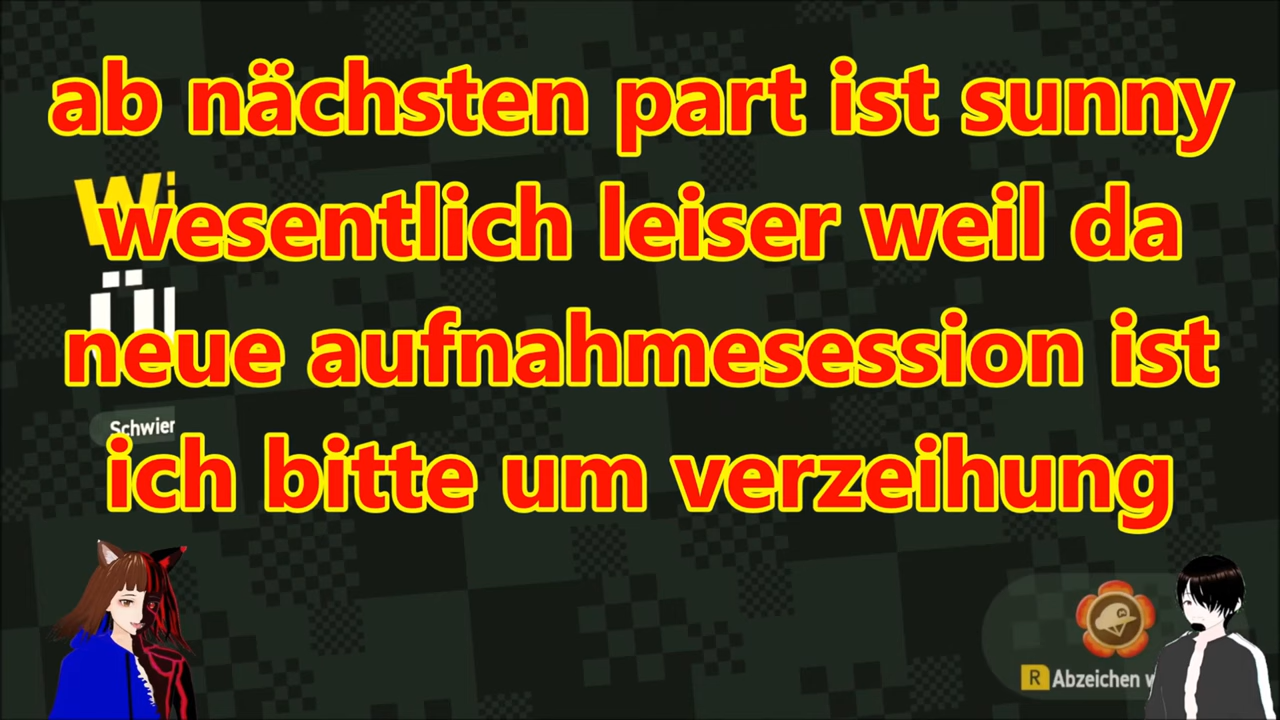 ab nächsten part ist sunny
wesentlich leiser weil da
neue aufnahmesession ist
ich bitte um verzeihung
Schwier
R Abzeichen